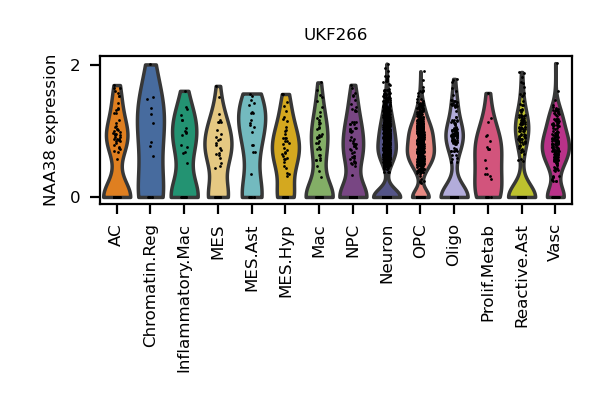 UKF266
NAA38 expression
2
0
AC
Chromatin.Reg
Inflammatory.Mac
MES
MES.Ast
MES.Hyp
Mac
NPC
Neuron
OPC
Oligo
Prolif.Metab
Reactive.Ast
Vasc